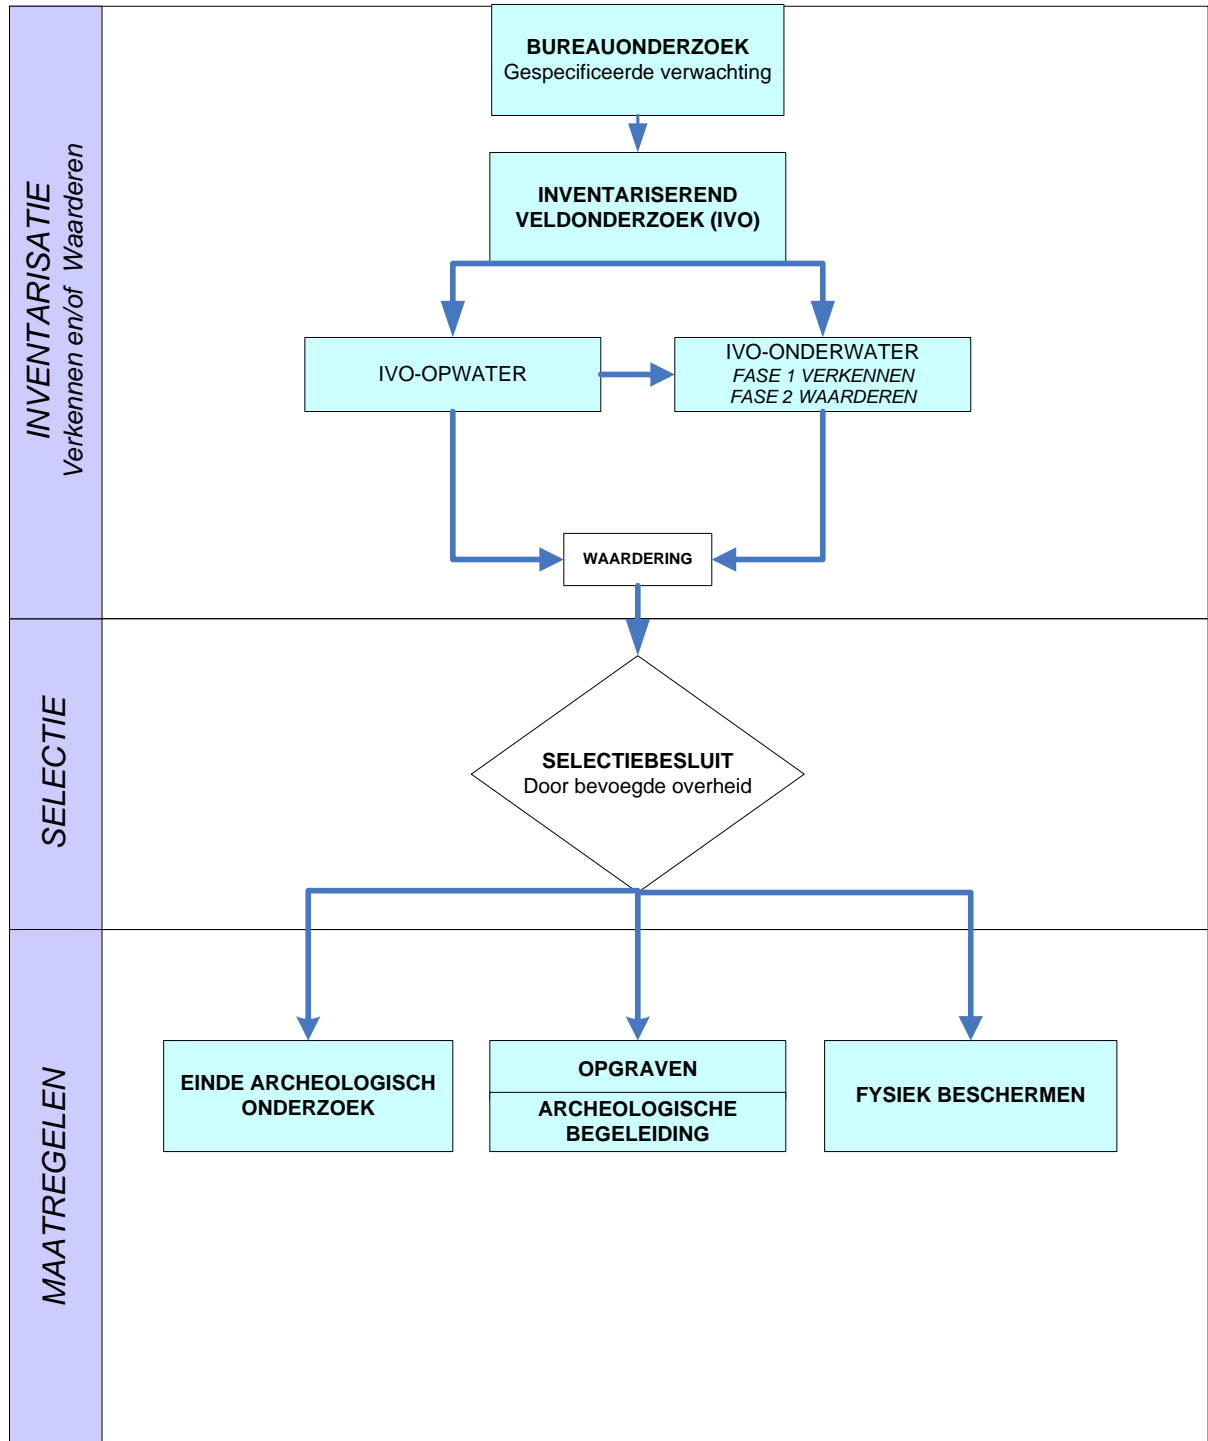 INVENTARISATIE
Verkennen en/of Waarderen
BUREAUONDERZOEK
Gespecificeerde verwachting
INVENTARISEREND
VELDONDERZOEK (IVO)
IVO-OPWATER
IVO-ONDERWATER
FASE 1 VERKENNEN
FASE 2 WAARDEREN
WAARDERING
SELECTIE
SELECTIEBESLUIT
Door bevoegde overheid
MAATREGELEN
EINDE ARCHEOLOGISCH
ONDERZOEK
OPGRAVEN
ARCHEOLOGISCHE
BEGELEIDING
FYSIEK BESCHERMEN